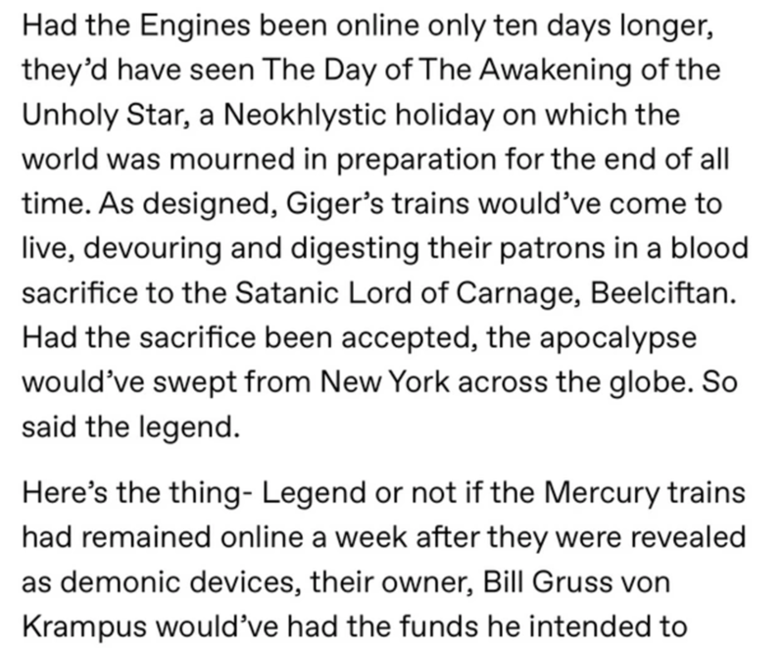 Had the Engines been online only ten days longer,
they’d have seen The Day of The Awakening of the
Unholy Star, a Neokhlystic holiday on which the
world was mourned in preparation for the end of all
time. As designed, Giger’s trains would’ve come to
live, devouring and digesting their patrons in a blood
sacrifice to the Satanic Lord of Carnage, Beelciftan.
Had the sacrifice been accepted, the apocalypse
would’ve swept from New York across the globe. So
said the legend.
Here’s the thing- Legend or not if the Mercury trains
had remained online a week after they were revealed
as demonic devices, their owner, Bill Gruss von
Krampus would’ve had the funds he intended to